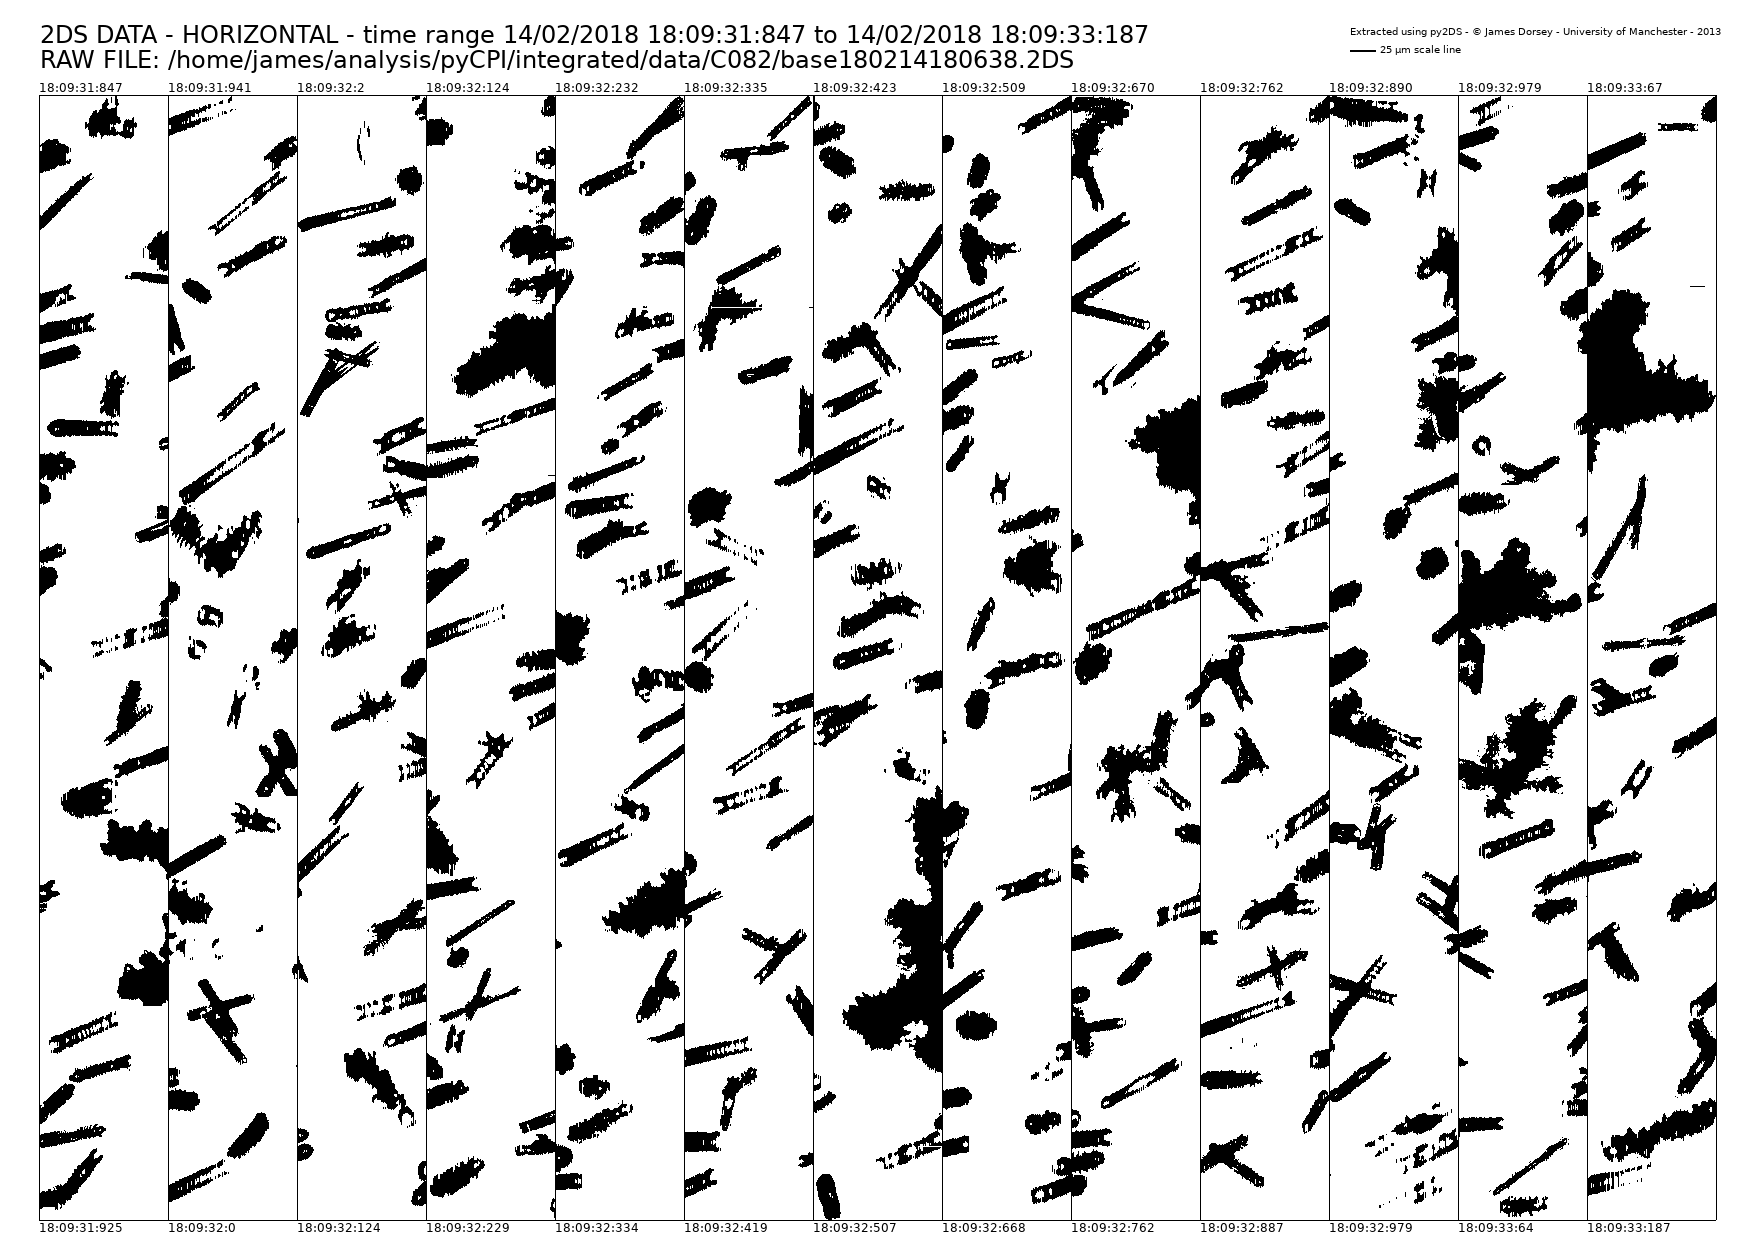 2DS DATA - HORIZONTAL - time range 14/02/2018 18:09:31:847 to 14/02/2018 18:09:33:187
RAW FILE: /home/james/analysis/pyCPI/integrated/data/C082/base180214180638.2DS
Extracted using py2DS - © James Dorsey - University of Manchester - 2013
25 µm scale line
18:09:31:847 18:09:31:941 18:09:32:2 18:09:32:124 18:09:32:232 18:09:32:335 18:09:32:423 18:09:32:509 18:09:32:670 18:09:32:762 18:09:32:890 18:09:32:979 18:09:33:67
18:09:31:925 18:09:32:0 18:09:32:124 18:09:32:229 18:09:32:334 18:09:32:419 18:09:32:507 18:09:32:668 18:09:32:762 18:09:32:887 18:09:32:979 18:09:33:64 18:09:33:187